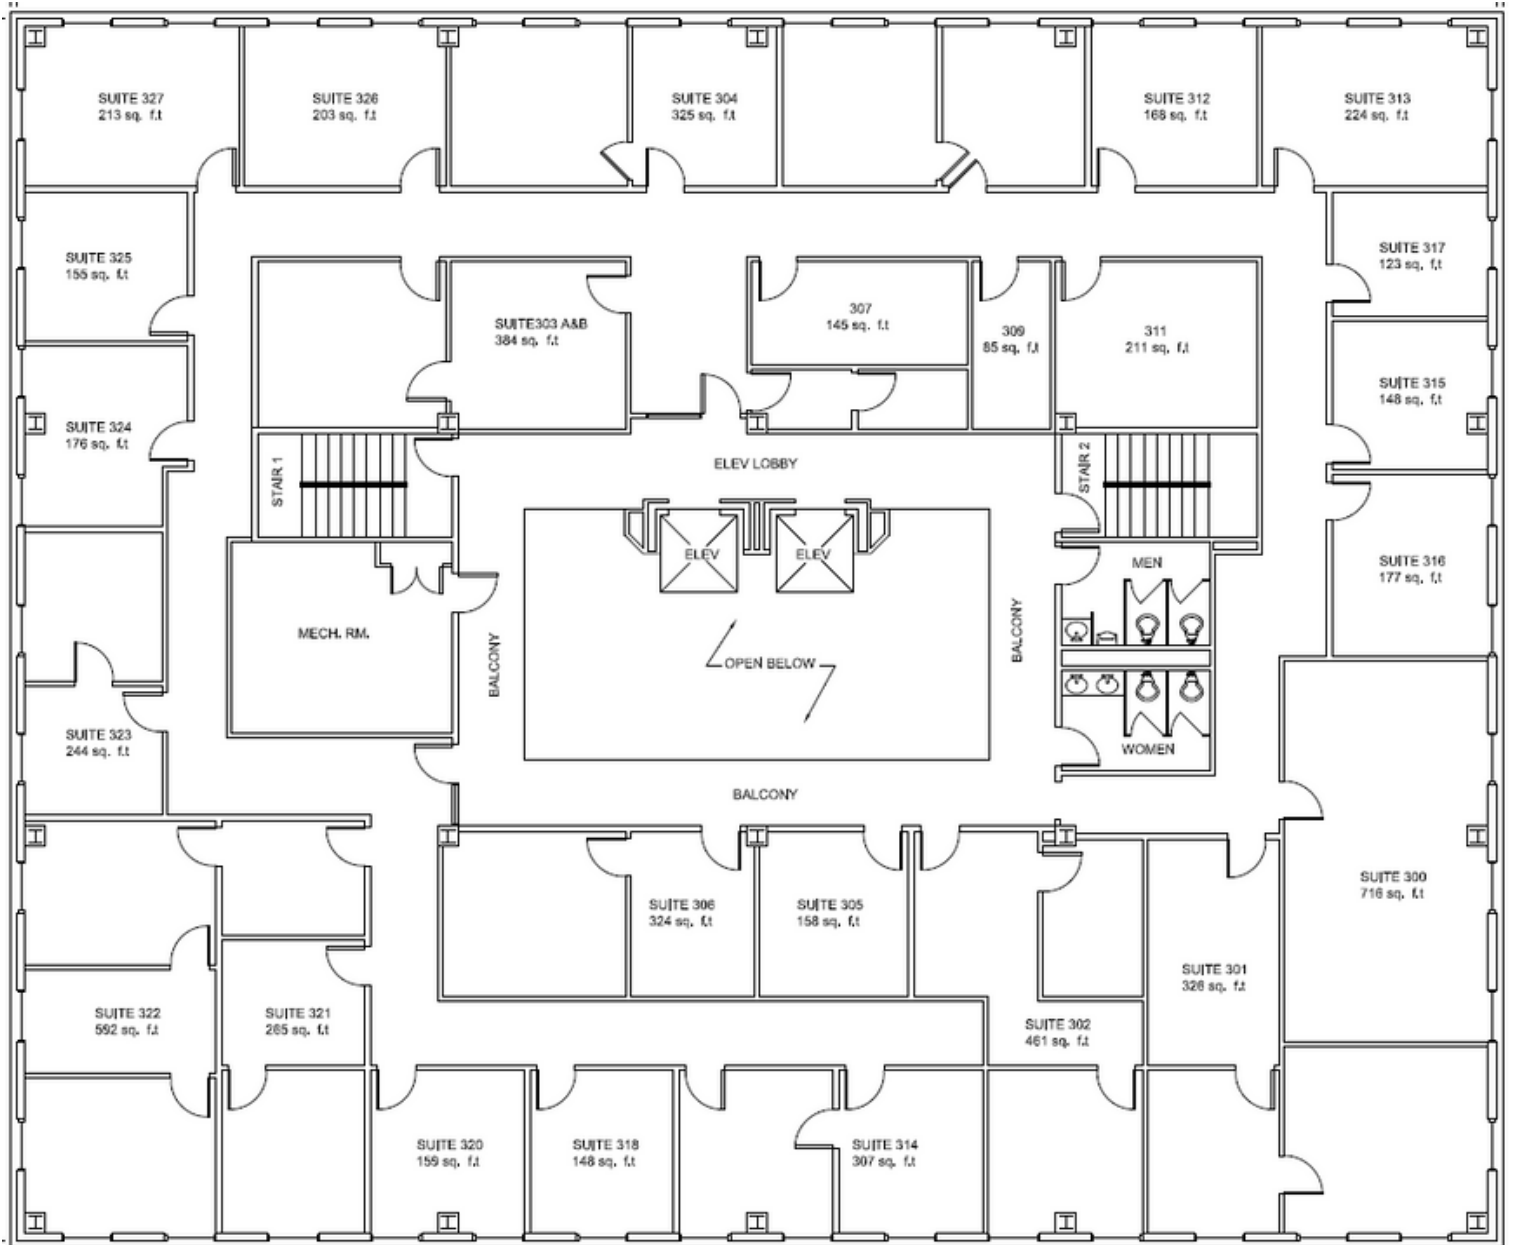 SUITE 327
213 sq. f.t
SUITE 326
203 sq. f.t
SUITE 304
325 sq. f.t
SUITE 312
168 sq. f.t
SUITE 313
224 sq. f.t
SUITE 325
155 sq. f.t
SUITE303 A&B
384 sq. f.t
307
145 sq. f.t
309
85 sq. f.t
311
211 sq. f.t
SUITE 317
123 sq. f.t
SUITE 315
148 sq. f.t
SUITE 324
176 sq. f.t
STAIR 1
ELEV LOBBY
STAIR 2
ELEV
ELEV
MEN
SUITE 316
177 sq. f.t
MECH. RM.
BALCONY
OPEN BELOW
BALCONY
SUITE 323
244 sq. f.t
WOMEN
BALCONY
SUITE 306
324 sq. f.t
SUITE 305
158 sq. f.t
SUITE 300
716 sq. f.t
SUITE 301
326 sq. f.t
SUITE 322
592 sq. f.t
SUITE 321
265 sq. f.t
SUITE 302
461 sq. f.t
SUITE 320
159 sq. f.t
SUITE 318
148 sq. f.t
SUITE 314
307 sq. f.t